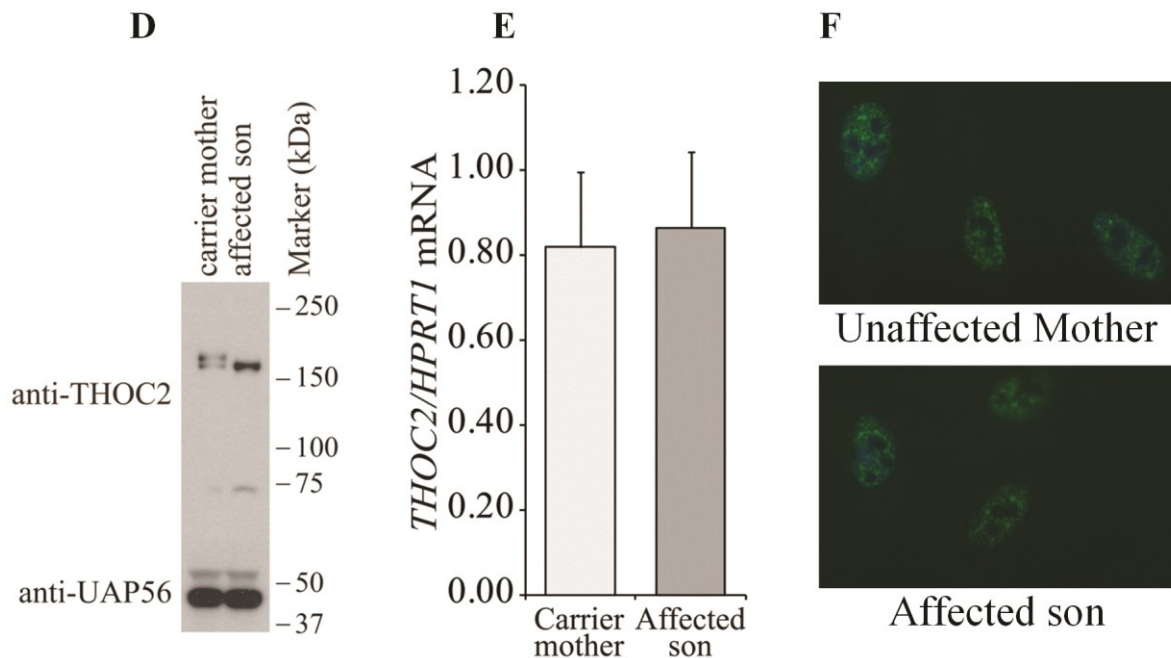 D
carrier mother
affected son
Marker (kDa)
– 250
– 150
– 100
– 75
– 50
– 37
anti-THOC2
anti-UAP56
E
THOC2/HPRT1 mRNA
1.20
1.00
0.80
0.60
0.40
0.20
0.00
Carrier
mother
Affected
son
F
Unaffected Mother
Affected son